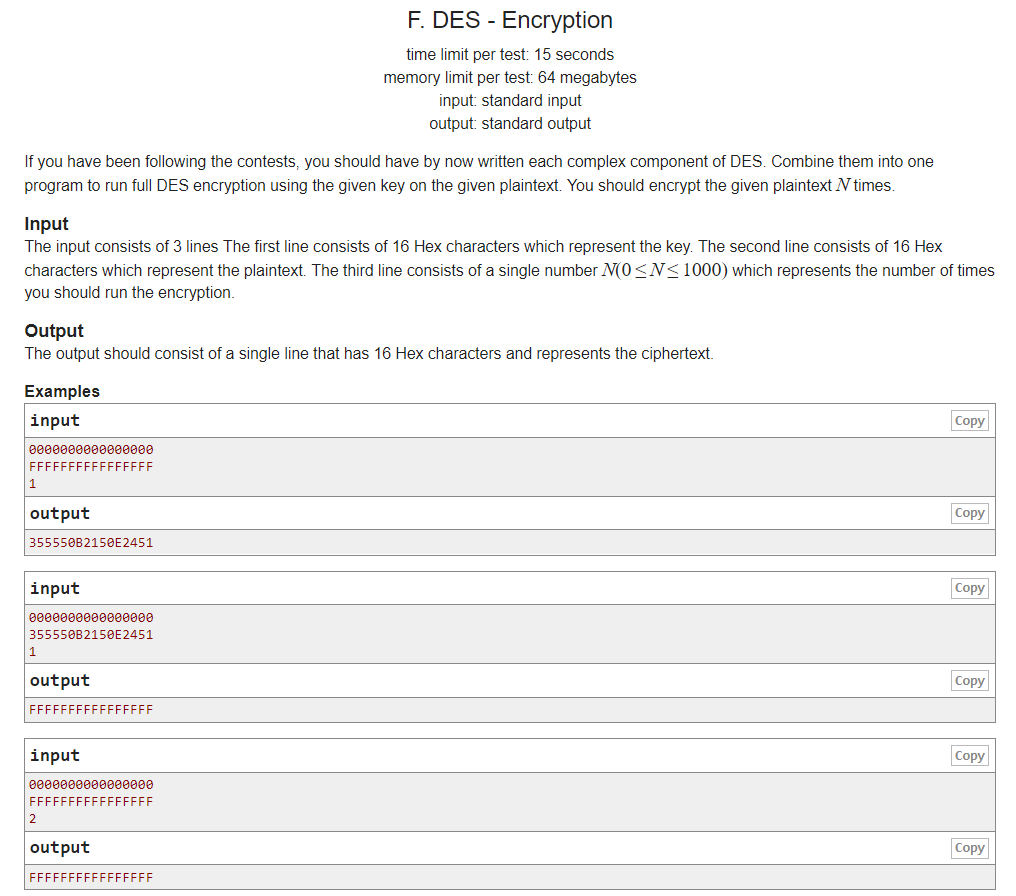 F. DES - Encryption
time limit per test: 15 seconds
memory limit per test: 64 megabytes
input: standard input
output: standard output
If you have been following the contests, you should have by now written each complex component of DES. Combine them into one
program to run full DES encryption using the given key on the given plaintext. You should encrypt the given plaintext N times.
Input
The input consists of 3 lines The first line consists of 16 Hex characters which represent the key. The second line consists of 16 Hex
characters which represent the plaintext. The third line consists of a single number N(0 ≤ N ≤ 1000) which represents the number of times
you should run the encryption.
Output
The output should consist of a single line that has 16 Hex characters and represents the ciphertext.
Examples
input Copy
0000000000000000
FFFFFFFFFFFFFFFF
1
output Copy
355550B2150E2451
input Copy
0000000000000000
355550B2150E2451
1
output Copy
FFFFFFFFFFFFFFFF
input Copy
0000000000000000
FFFFFFFFFFFFFFFF
2
output Copy
FFFFFFFFFFFFFFFF